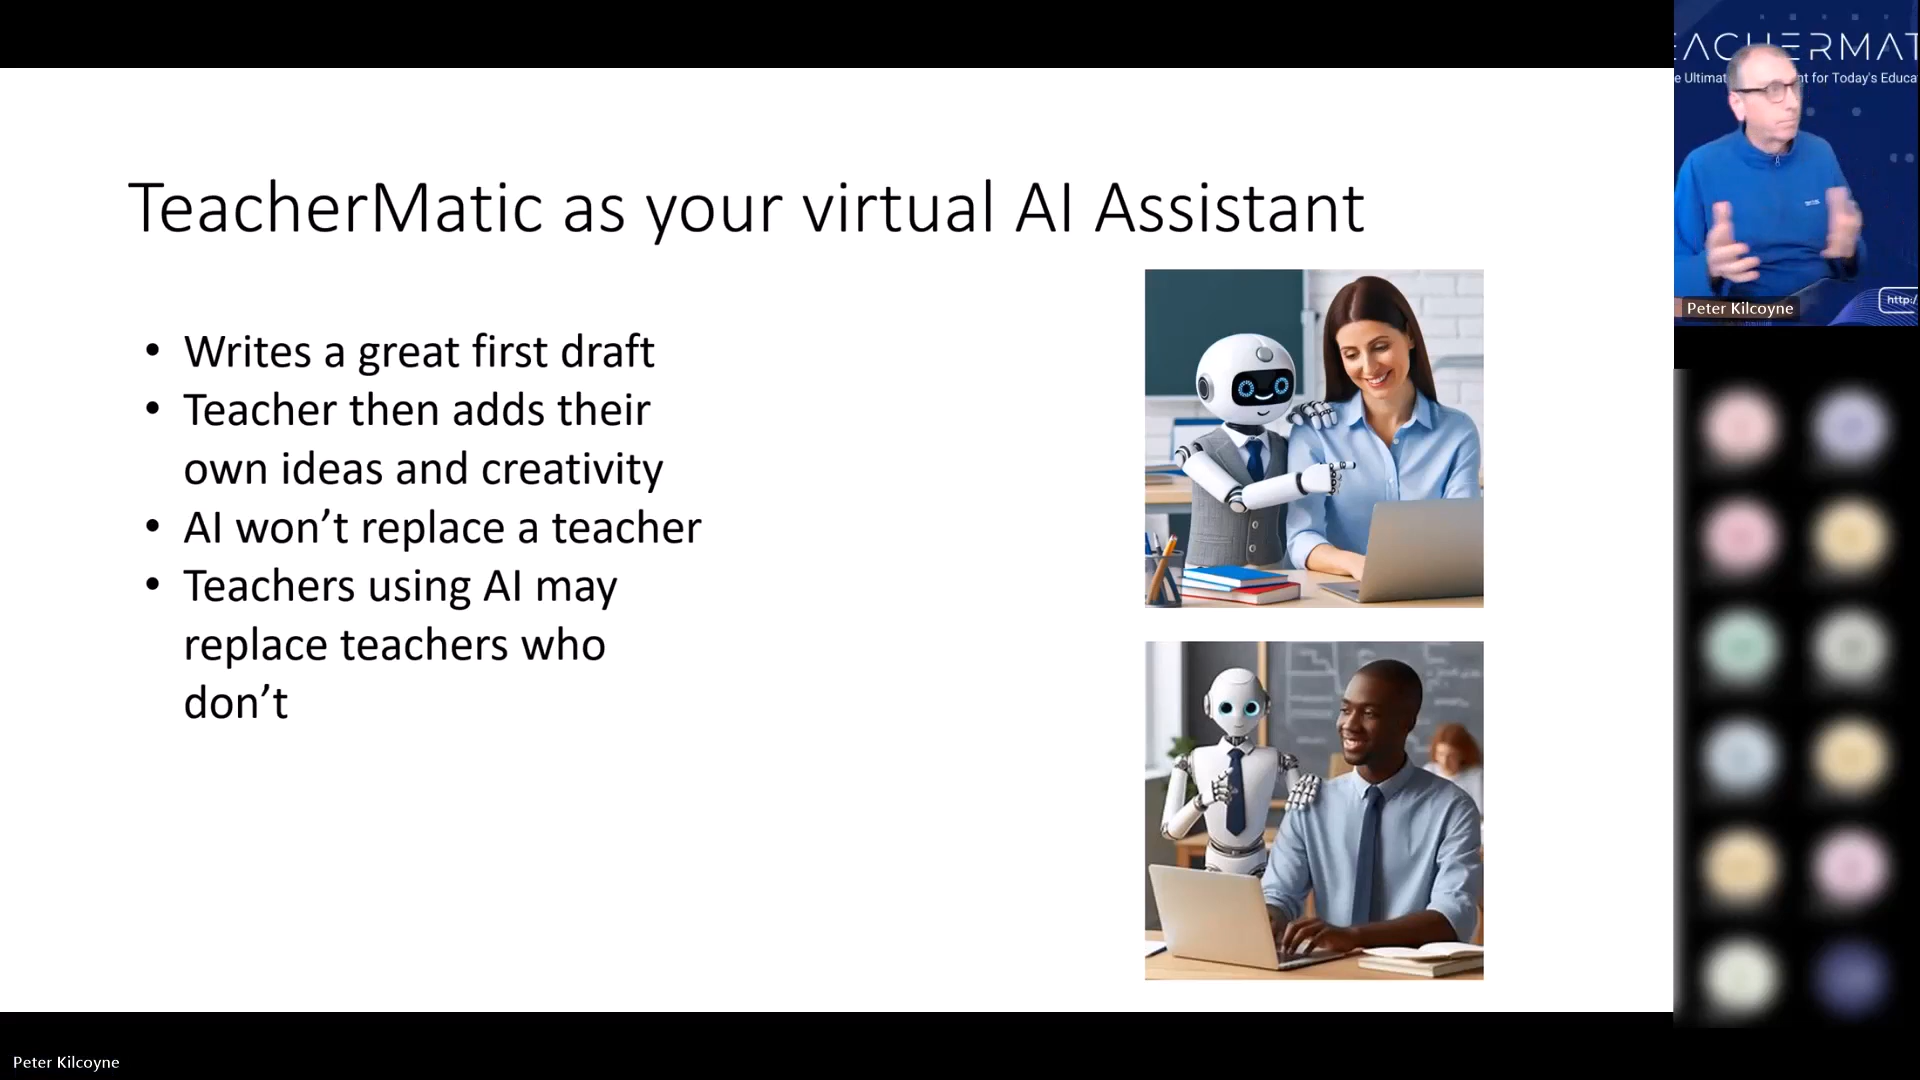 TeacherMatic as your virtual AI Assistant
• Writes a great first draft
• Teacher then adds their
own ideas and creativity
• AI won’t replace a teacher
• Teachers using AI may
replace teachers who
don’t
EACHERMAT
e Ultimat nt for Today's Educa
Peter Kilcoyne
http:/
Peter Kilcoyne